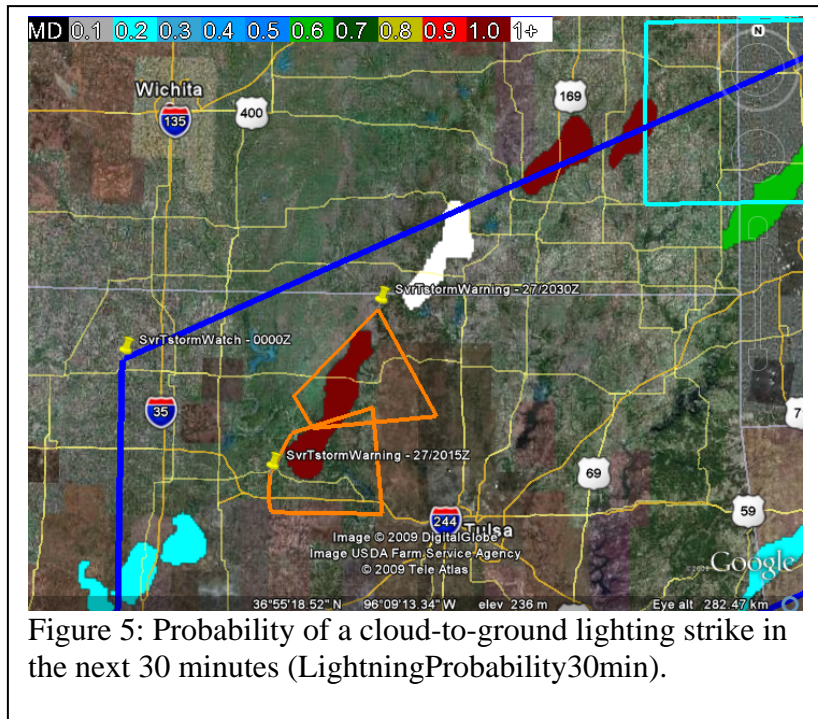 MD 0.1 0.2 0.3 0.4 0.5 0.6 0.7 0.8 0.9 1.0 1+
N
Wichita
135
400
169
SvrTstormWarning - 27/2030Z
SvrTstormWatch - 0000Z
35
7
SvrTstormWarning - 27/2015Z
69
59
244
Tulsa
Image © 2009 DigitalGlobe
Image USDA Farm Service Agency
© 2009 Tele Atlas
Google
36°55'18.52" N 96°09'13.34" W elev 236 m Eye alt 282.47 km
Figure 5: Probability of a cloud-to-ground lighting strike in
the next 30 minutes (LightningProbability30min).